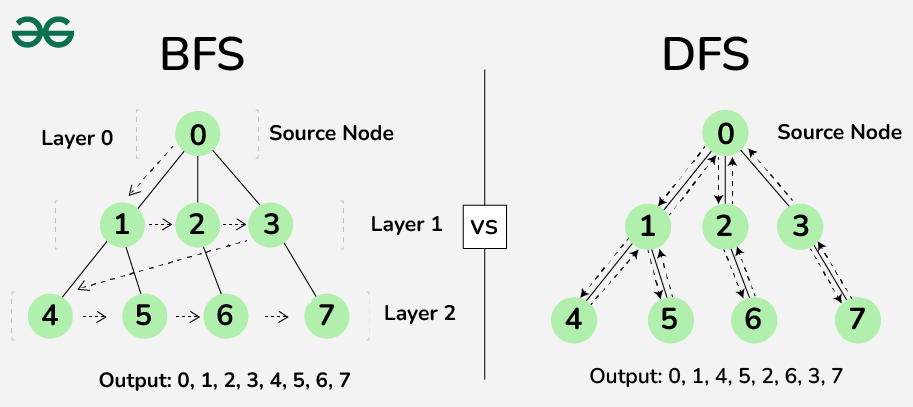 BFS
Layer 0
0
Source Node
1
2
3
Layer 1
4
5
6
7
Layer 2
Output: 0, 1, 2, 3, 4, 5, 6, 7
VS
DFS
0
Source Node
1
2
3
4
5
6
7
Output: 0, 1, 4, 5, 2, 6, 3, 7